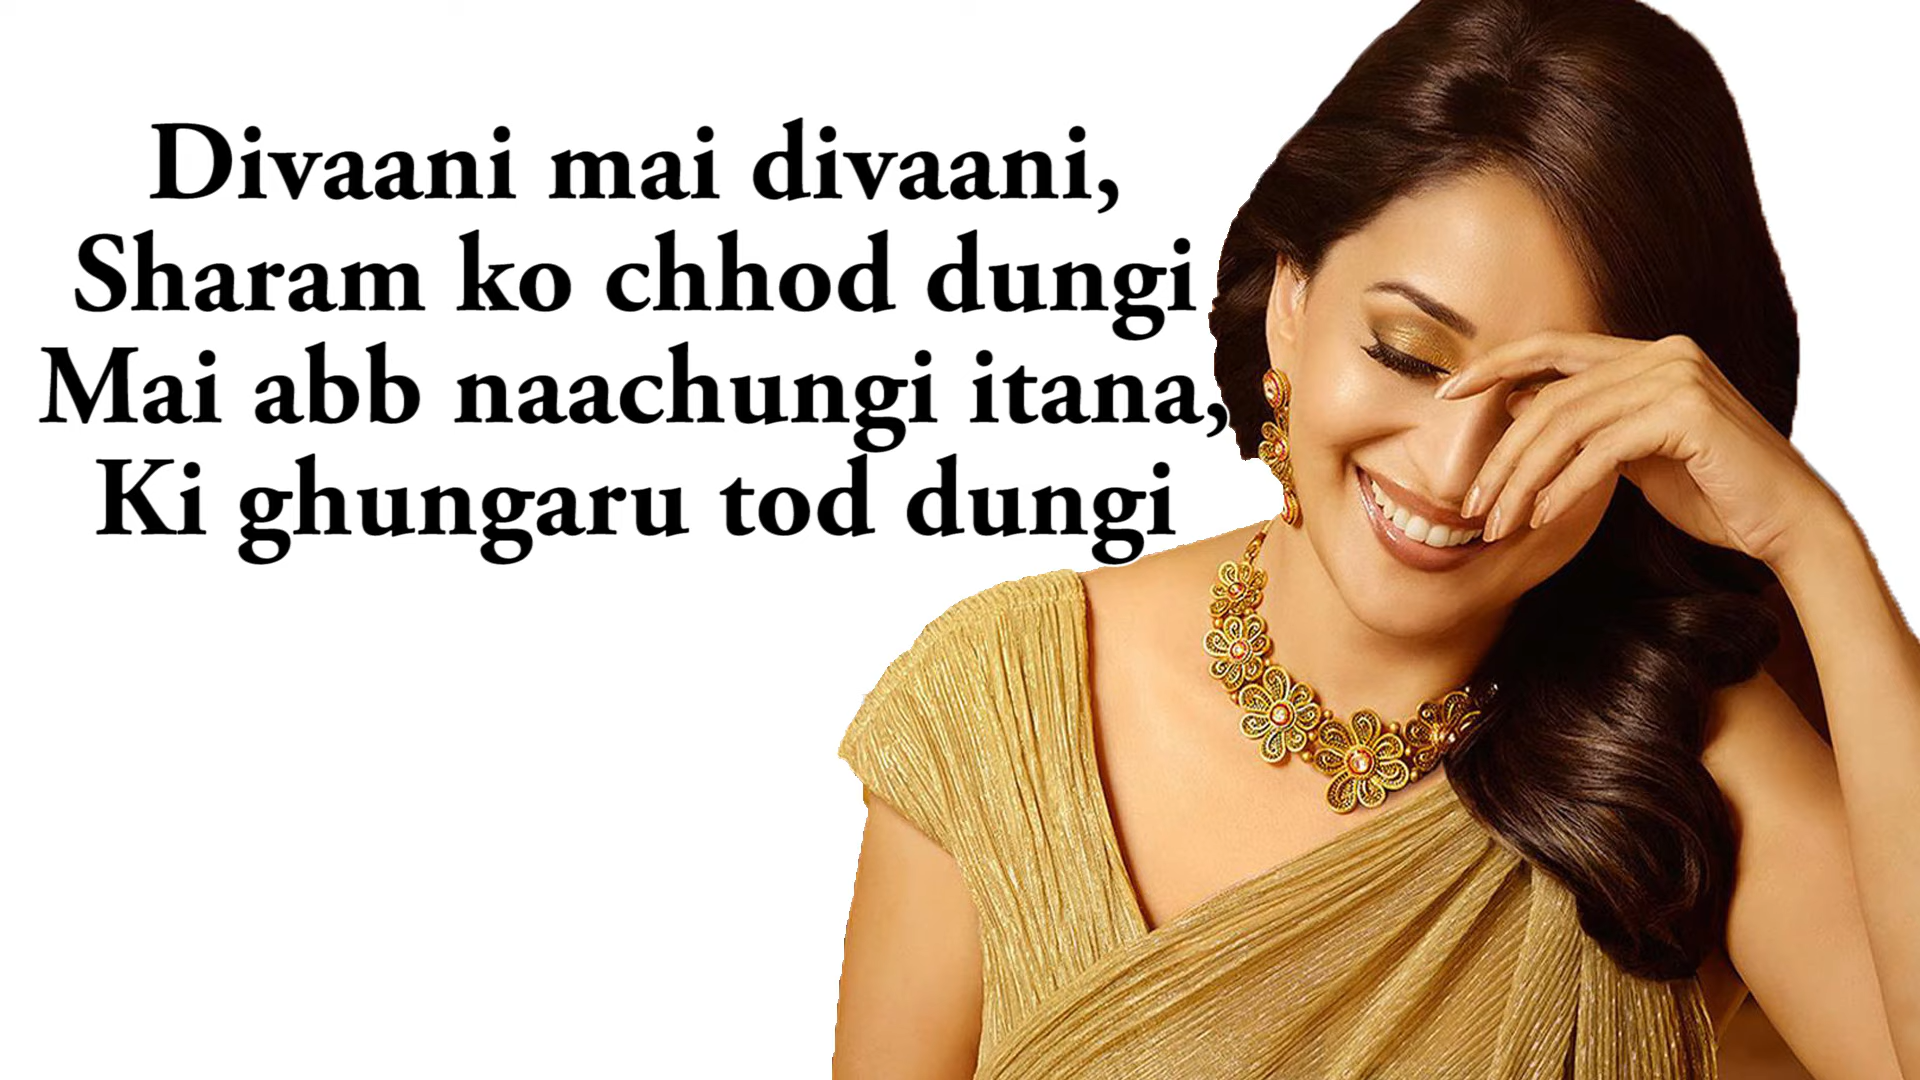 Divaani mai divaani,
Sharam ko chhod dungi
Mai abb naachungi itana,
Ki ghungaru tod dungi